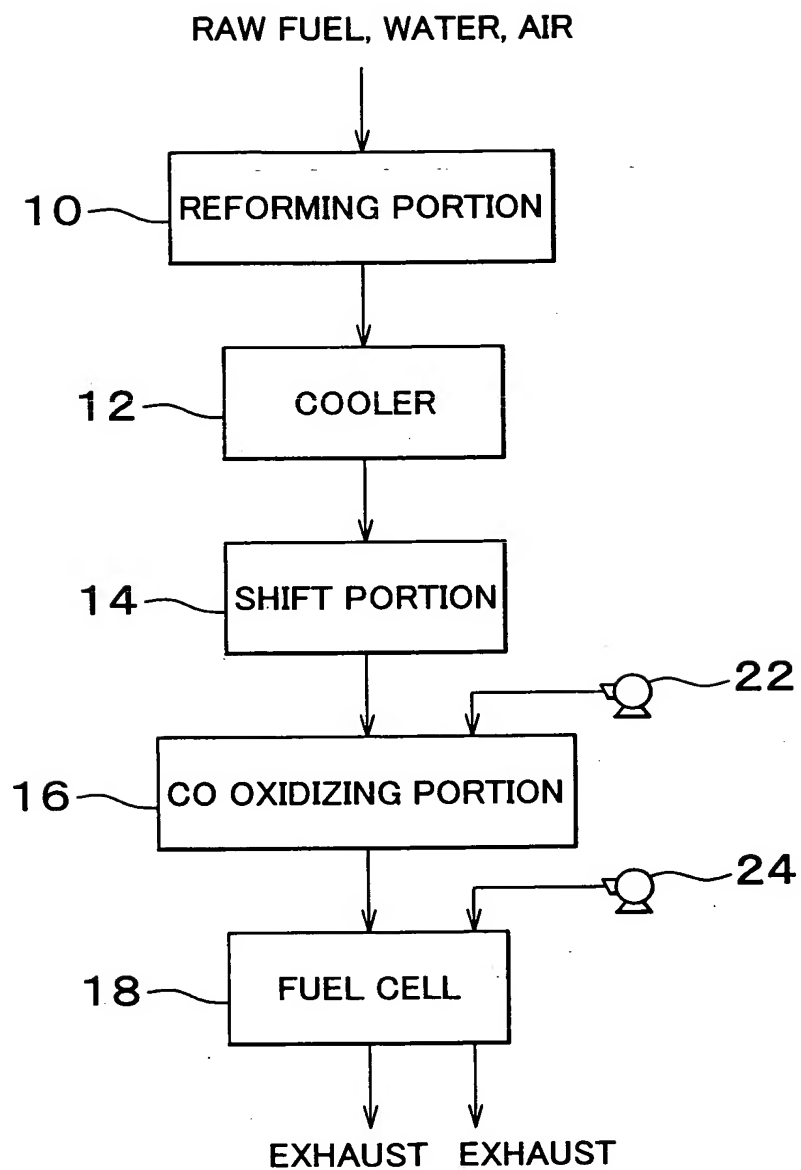 RAW FUEL, WATER, AIR
10 REFORMING PORTION
12 COOLER
14 SHIFT PORTION
22
16 CO OXIDIZING PORTION
24
18 FUEL CELL
EXHAUST EXHAUST